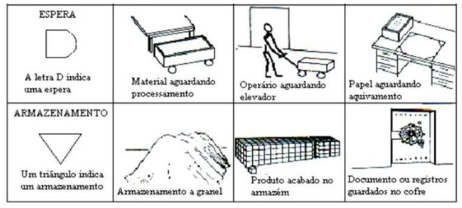 ESPERA
A letra D indica
uma espera
Material aguardando
processamento
Operário aguardando
elevador
Papel aguardando
aquivamento
ARMAZENAMENTO
Um triângulo indica
um armazenamento
Armazenamento a granel
Produto acabado no
armazém
Documento ou registros
guardados no cofre